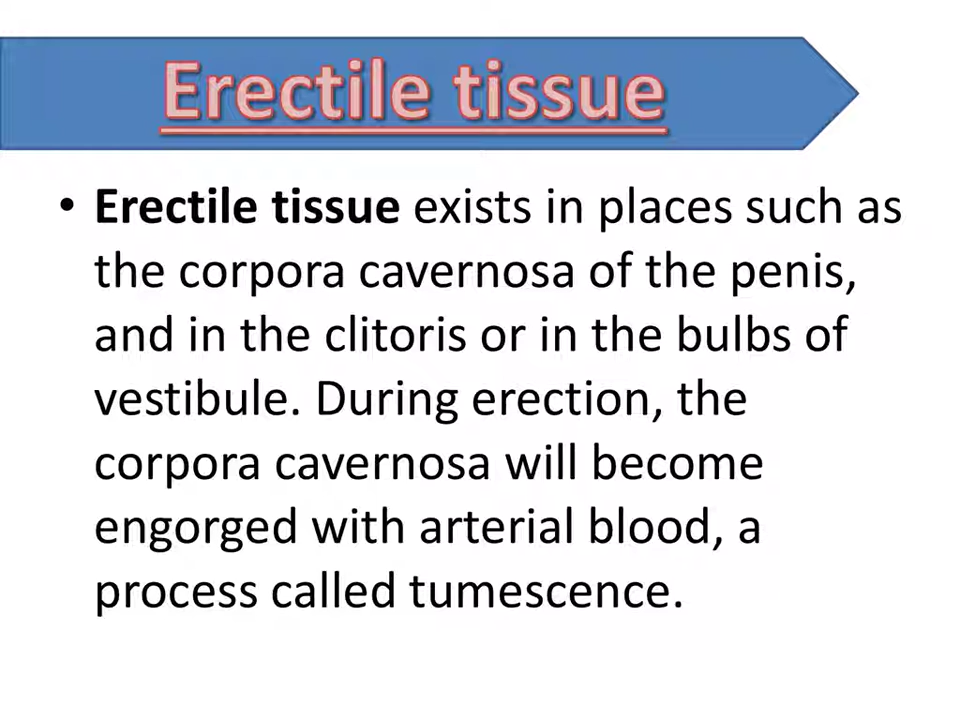 Erectile tissue
• Erectile tissue exists in places such as
the corpora cavernosa of the penis,
and in the clitoris or in the bulbs of
vestibule. During erection, the
corpora cavernosa will become
engorged with arterial blood, a
process called tumescence.